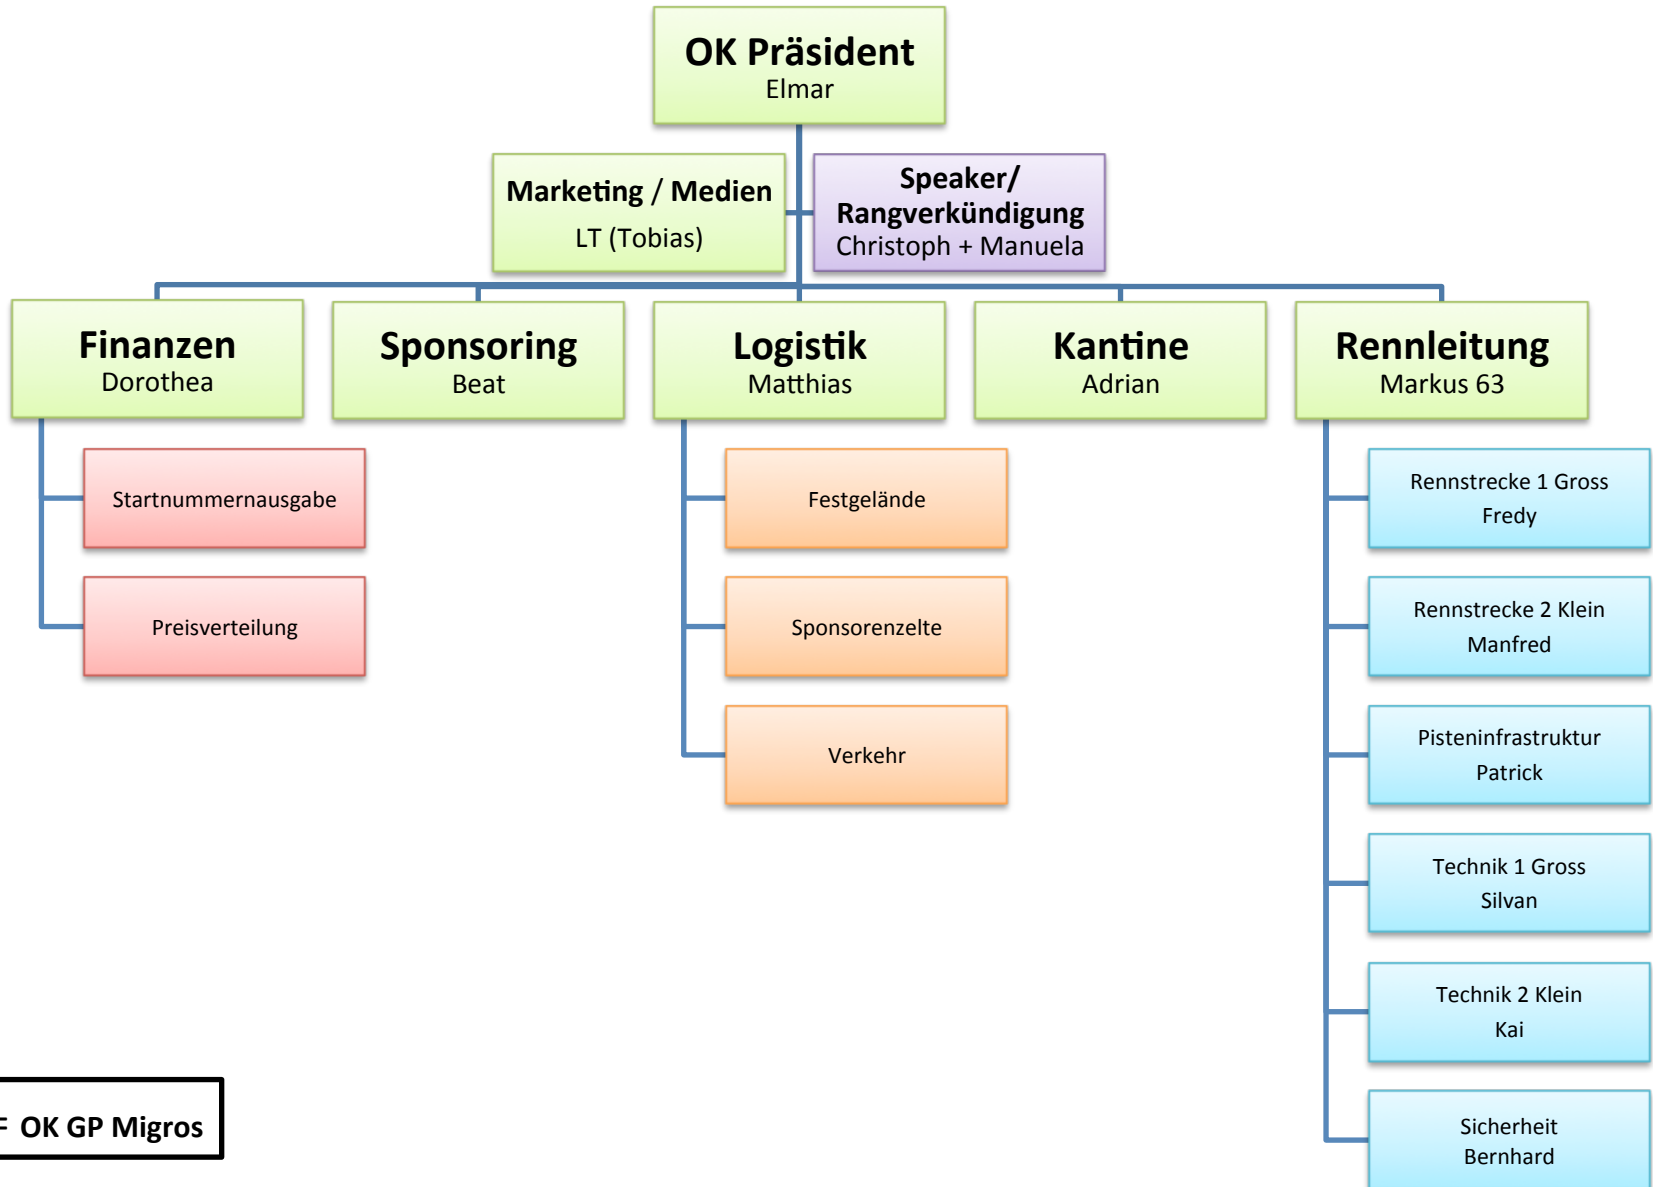 OK Präsident
Elmar
Marketing / Medien
LT (Tobias)
Speaker/
Rangverkündigung
Christoph + Manuela
Finanzen
Dorothea
Sponsoring
Beat
Logistik
Matthias
Kantine
Adrian
Rennleitung
Markus 63
Startnummernausgabe
Preisverteilung
Festgelände
Sponsorenzelte
Verkehr
Rennstrecke 1 Gross
Fredy
Rennstrecke 2 Klein
Manfred
Pisteninfrastruktur
Patrick
Technik 1 Gross
Silvan
Technik 2 Klein
Kai
Sicherheit
Bernhard
= OK GP Migros